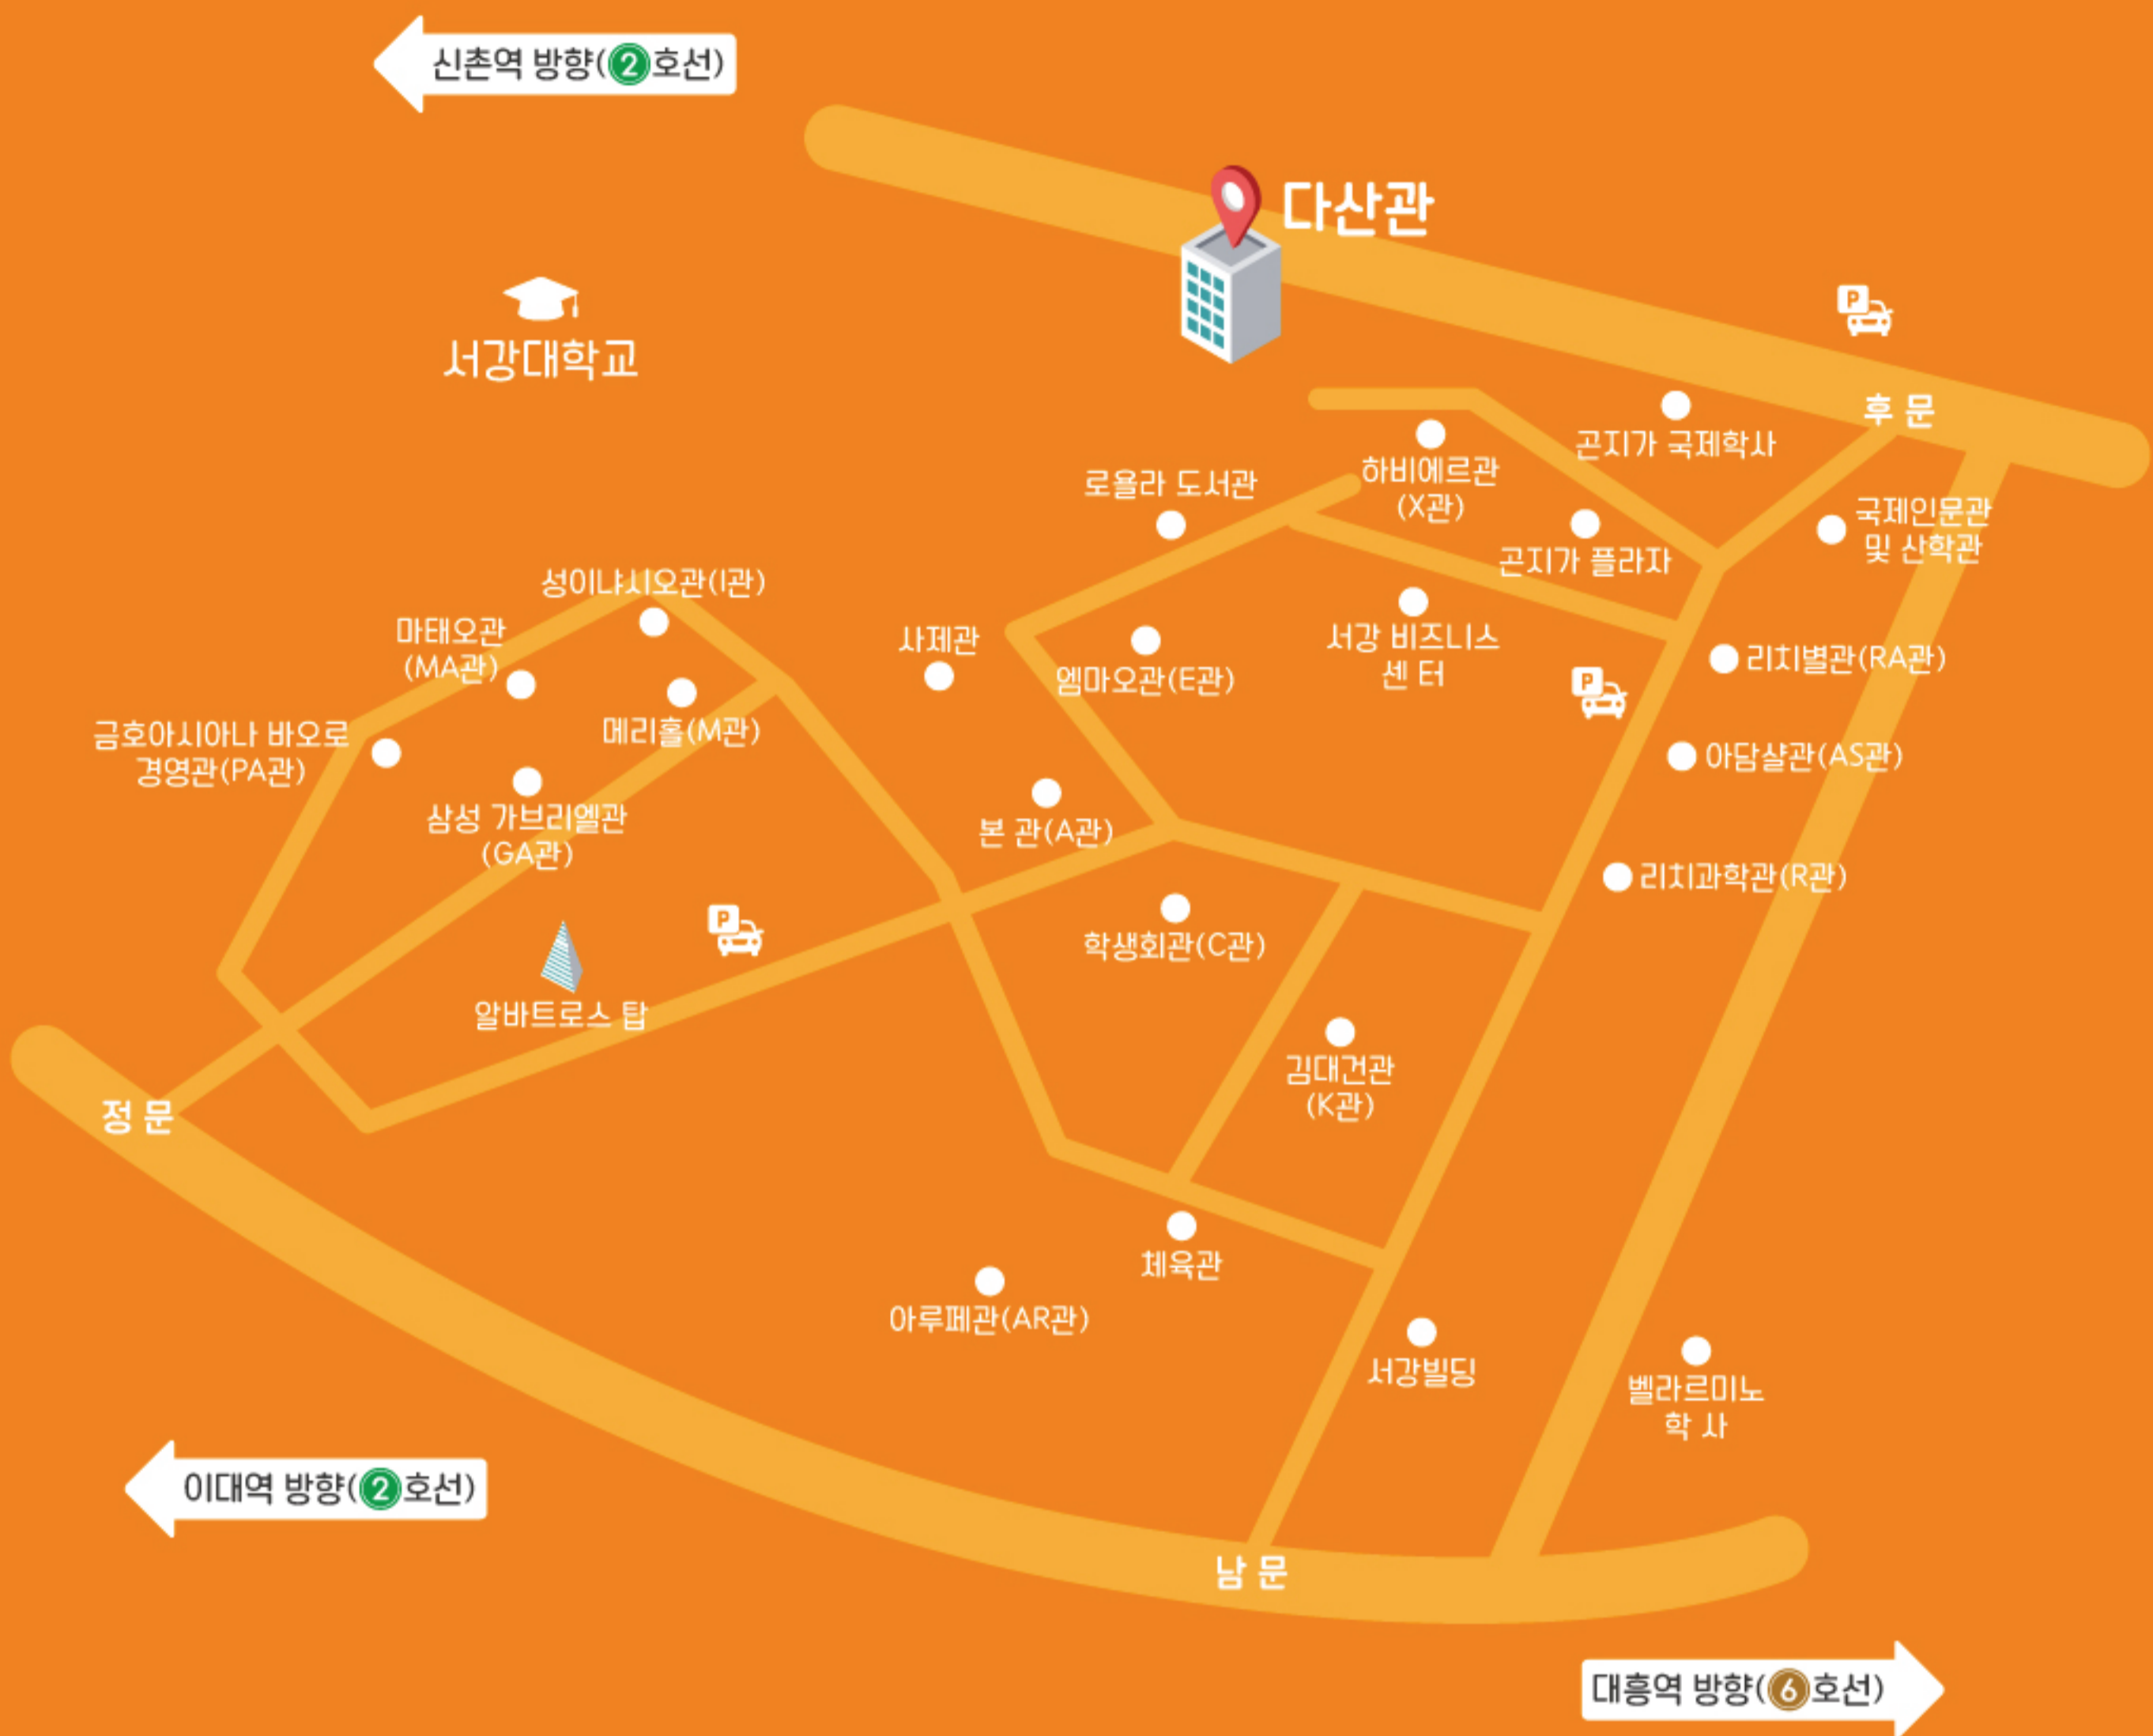 신촌역 방향(2호선)
다산관
서강대학교
P
후 문
곤지가 국제학사
하비에르관
(X관)
로욜라 도서관
국제인문관
및 산학관
곤지가 플라자
성이냐시오관(I관)
마태오관
(MA관)
사제관
엠마오관(E관)
서강 비즈니스
센 터
P
리치별관(RA관)
메리홀(M관)
금호아시아나 바오로
경영관(PA관)
아담샬관(AS관)
삼성 가브리엘관
(GA관)
본 관(A관)
리치과학관(R관)
P
학생회관(C관)
알바트로스 탑
김대건관
(K관)
정 문
체육관
아루페관(AR관)
서강빌딩
벨라르미노
학 사
이대역 방향(2호선)
남 문
대흥역 방향(6호선)